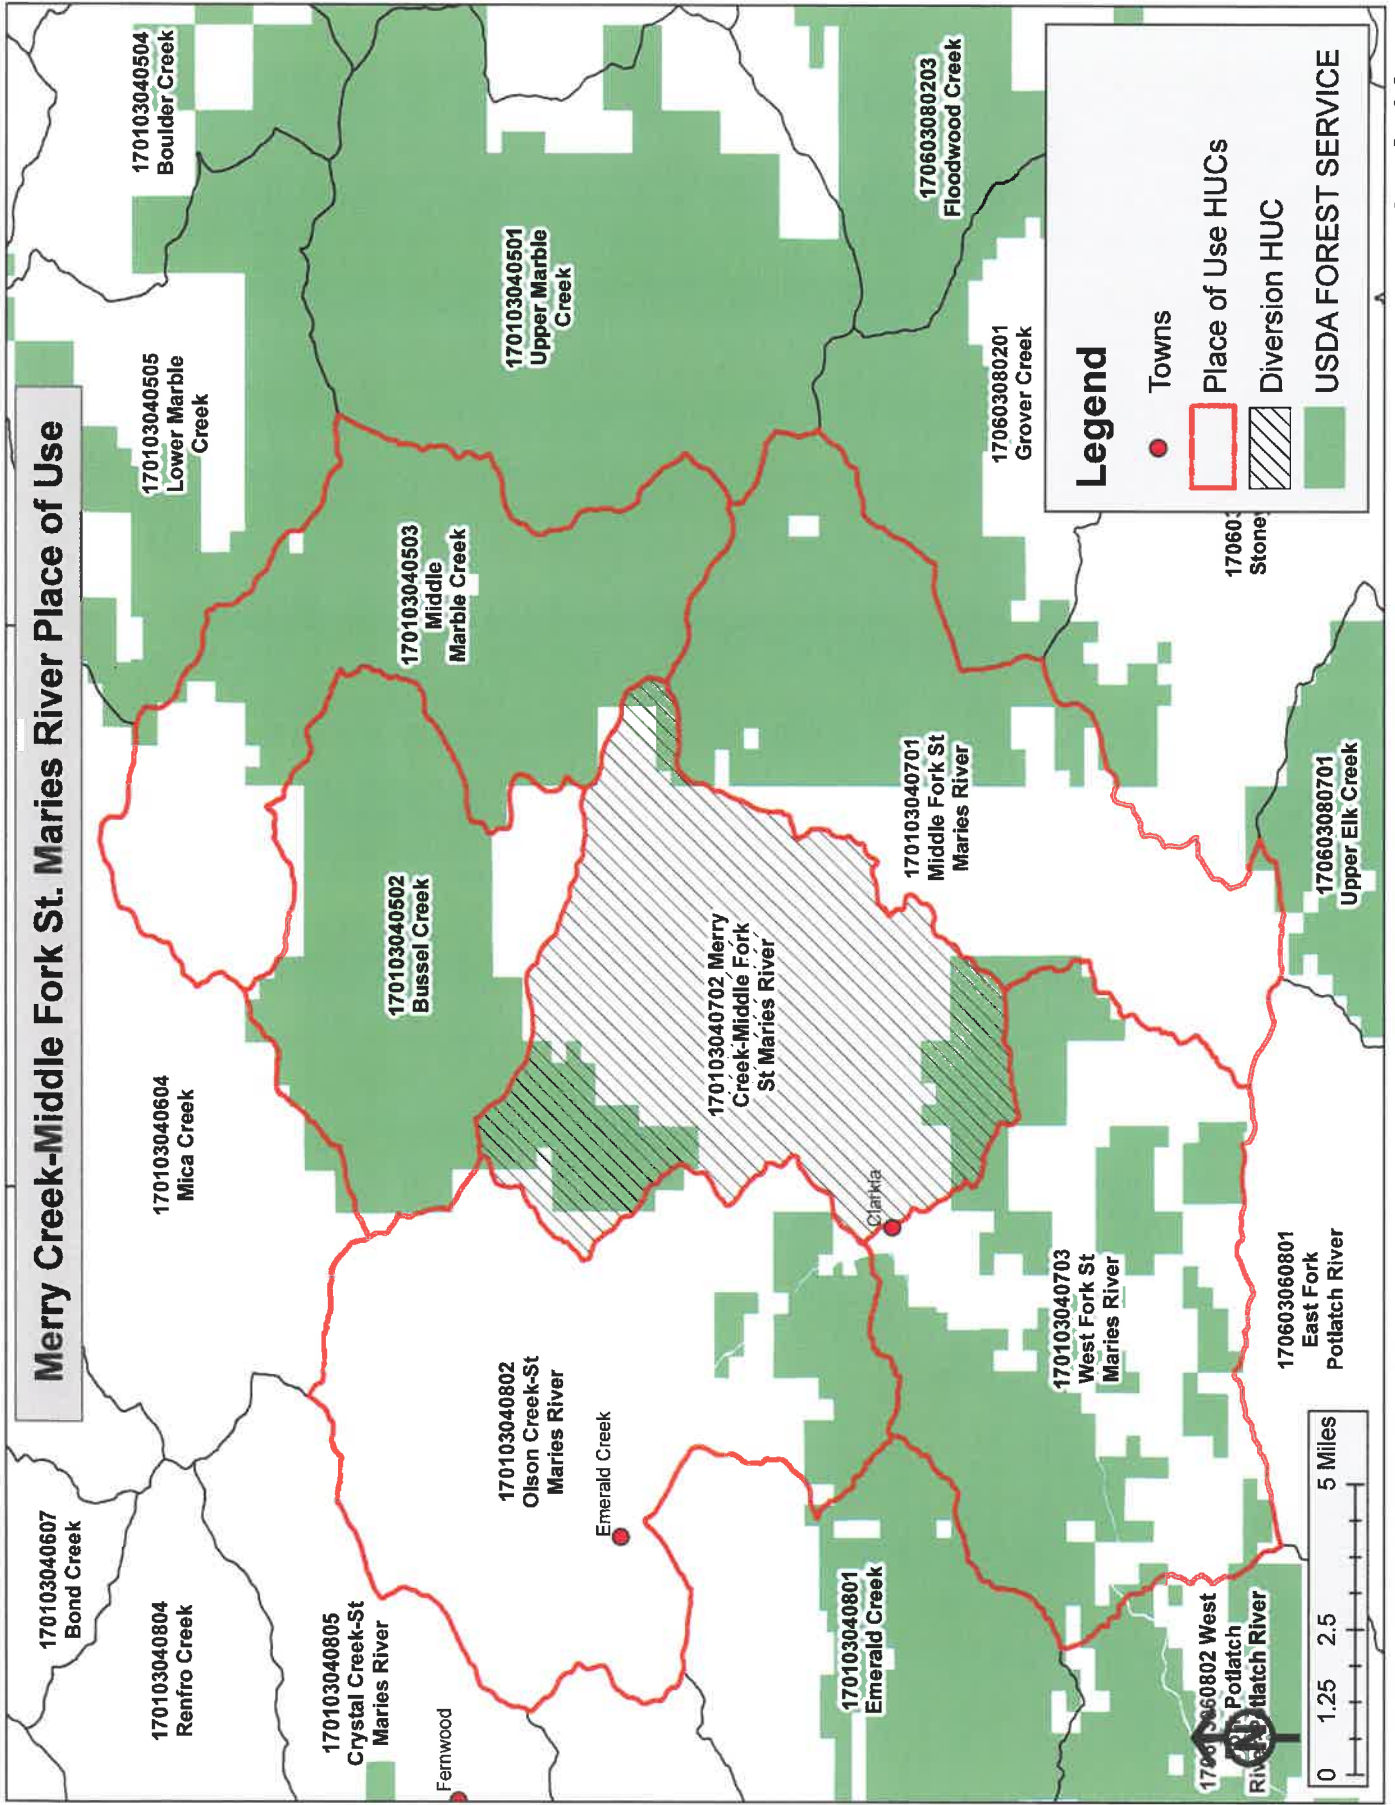 Merry Creek-Middle Fork St. Maries River Place of Use
170103040607
Bond Creek
170103040804
Renfro Creek
170103040805
Crystal Creek-St
Maries River
Fernwood
170103040604
Mica Creek
170103040505
Lower Marble
Creek
170103040504
Boulder Creek
170103040502
Bussel Creek
170103040503
Middle
Marble Creek
170103040501
Upper Marble
Creek
170103040802
Olson Creek-St
Maries River
Emerald Creek
170103040702 Merry
Creek-Middle Fork
St Maries River
Clarkia
170103040701
Middle Fork St
Maries River
170603080203
Floodwood Creek
170603080201
Grover Creek
170103040801
Emerald Creek
170103040703
West Fork St
Maries River
170603060801
East Fork
Potlatch River
170603080701
Upper Elk Creek
17060
Stoney
60802 West
Potlatch
Potlatch River
N
0 1.25 2.5 5 Miles
Legend
Towns
Place of Use HUCs
Diversion HUC
USDA FOREST SERVICE